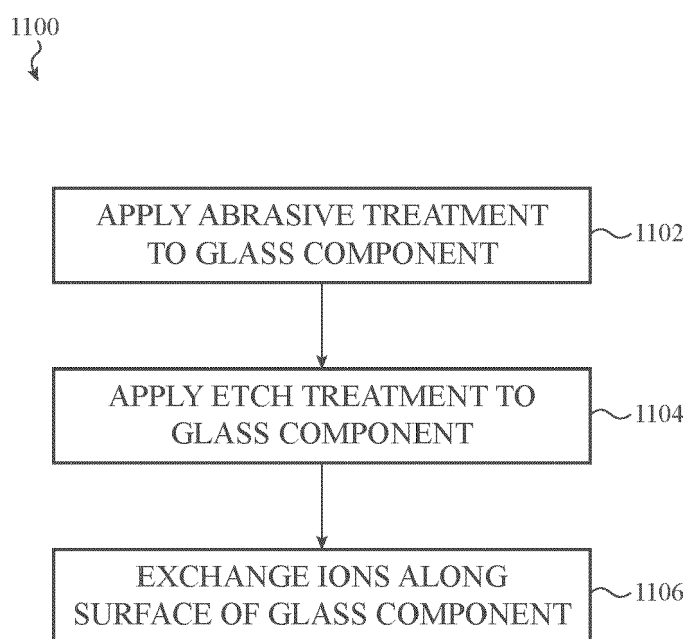 1100
APPLY ABRASIVE TREATMENT
TO GLASS COMPONENT
1102
APPLY ETCH TREATMENT TO
GLASS COMPONENT
1104
EXCHANGE IONS ALONG
SURFACE OF GLASS COMPONENT
1106